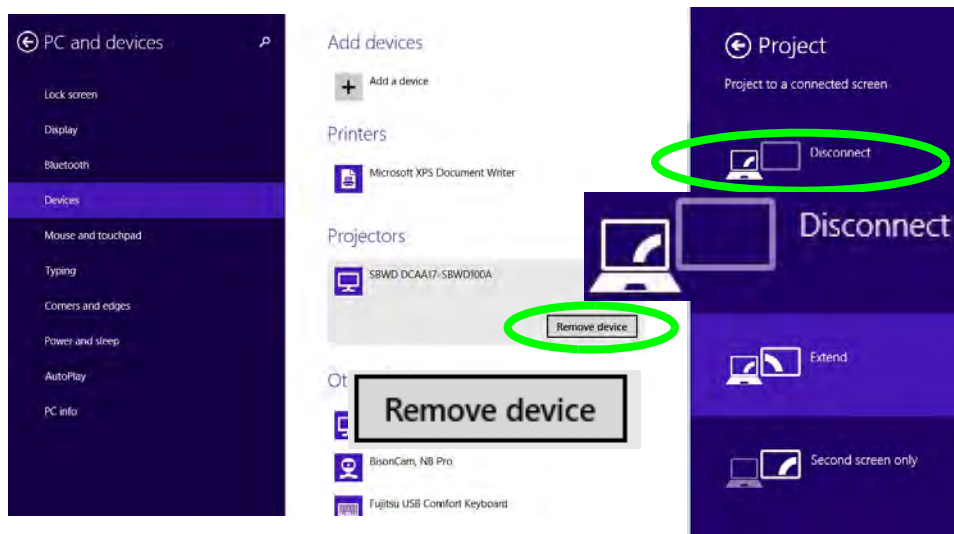 PC and devices
Lock screen
Display
Bluetooth
Devices
Mouse and touchpad
Typing
Corners and edges
Power and sleep
AutoPlay
PC info
Add devices
Add a device
Printers
Microsoft XPS Document Writer
Projectors
SBWD DCAA17-SBWD100A
Remove device
Ot
Remove device
BisonCam, NB Pro
Fujitsu USB Comfort Keyboard
Project
Project to a connected screen
Disconnect
Disconnect
Extend
Second screen only